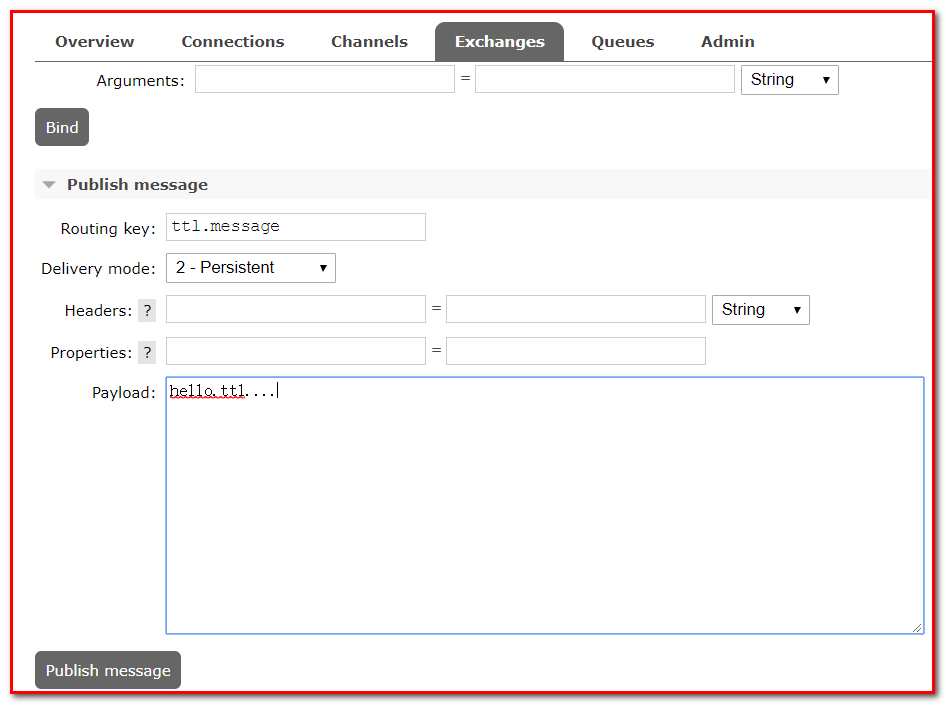 Overview Connections Channels Exchanges Queues Admin
Arguments: = String
Bind
Publish message
Routing key: ttl.message
Delivery mode: 2 - Persistent
Headers: ? = String
Properties: ? =
Payload: hello.ttl....
Publish message